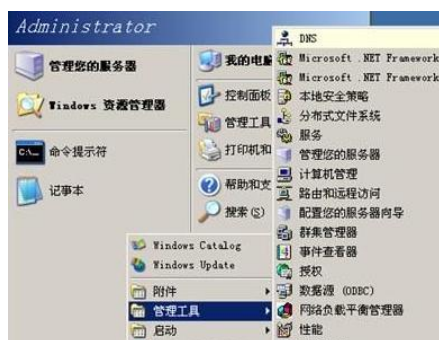 Administrator
管理您的服务器
Windows 资源管理器
命令提示符
记事本
我的电脑
控制面板
管理工具
打印机和
帮助和支
搜索(S)
Windows Catalog
Windows Update
附件
管理工具
启动
DNS
Microsoft .NET Framework
Microsoft .NET Framework
本地安全策略
分布式文件系统
服务
管理您的服务器
计算机管理
路由和远程访问
配置您的服务器向导
群集管理器
事件查看器
授权
数据源 (ODBC)
网络负载平衡管理器
性能